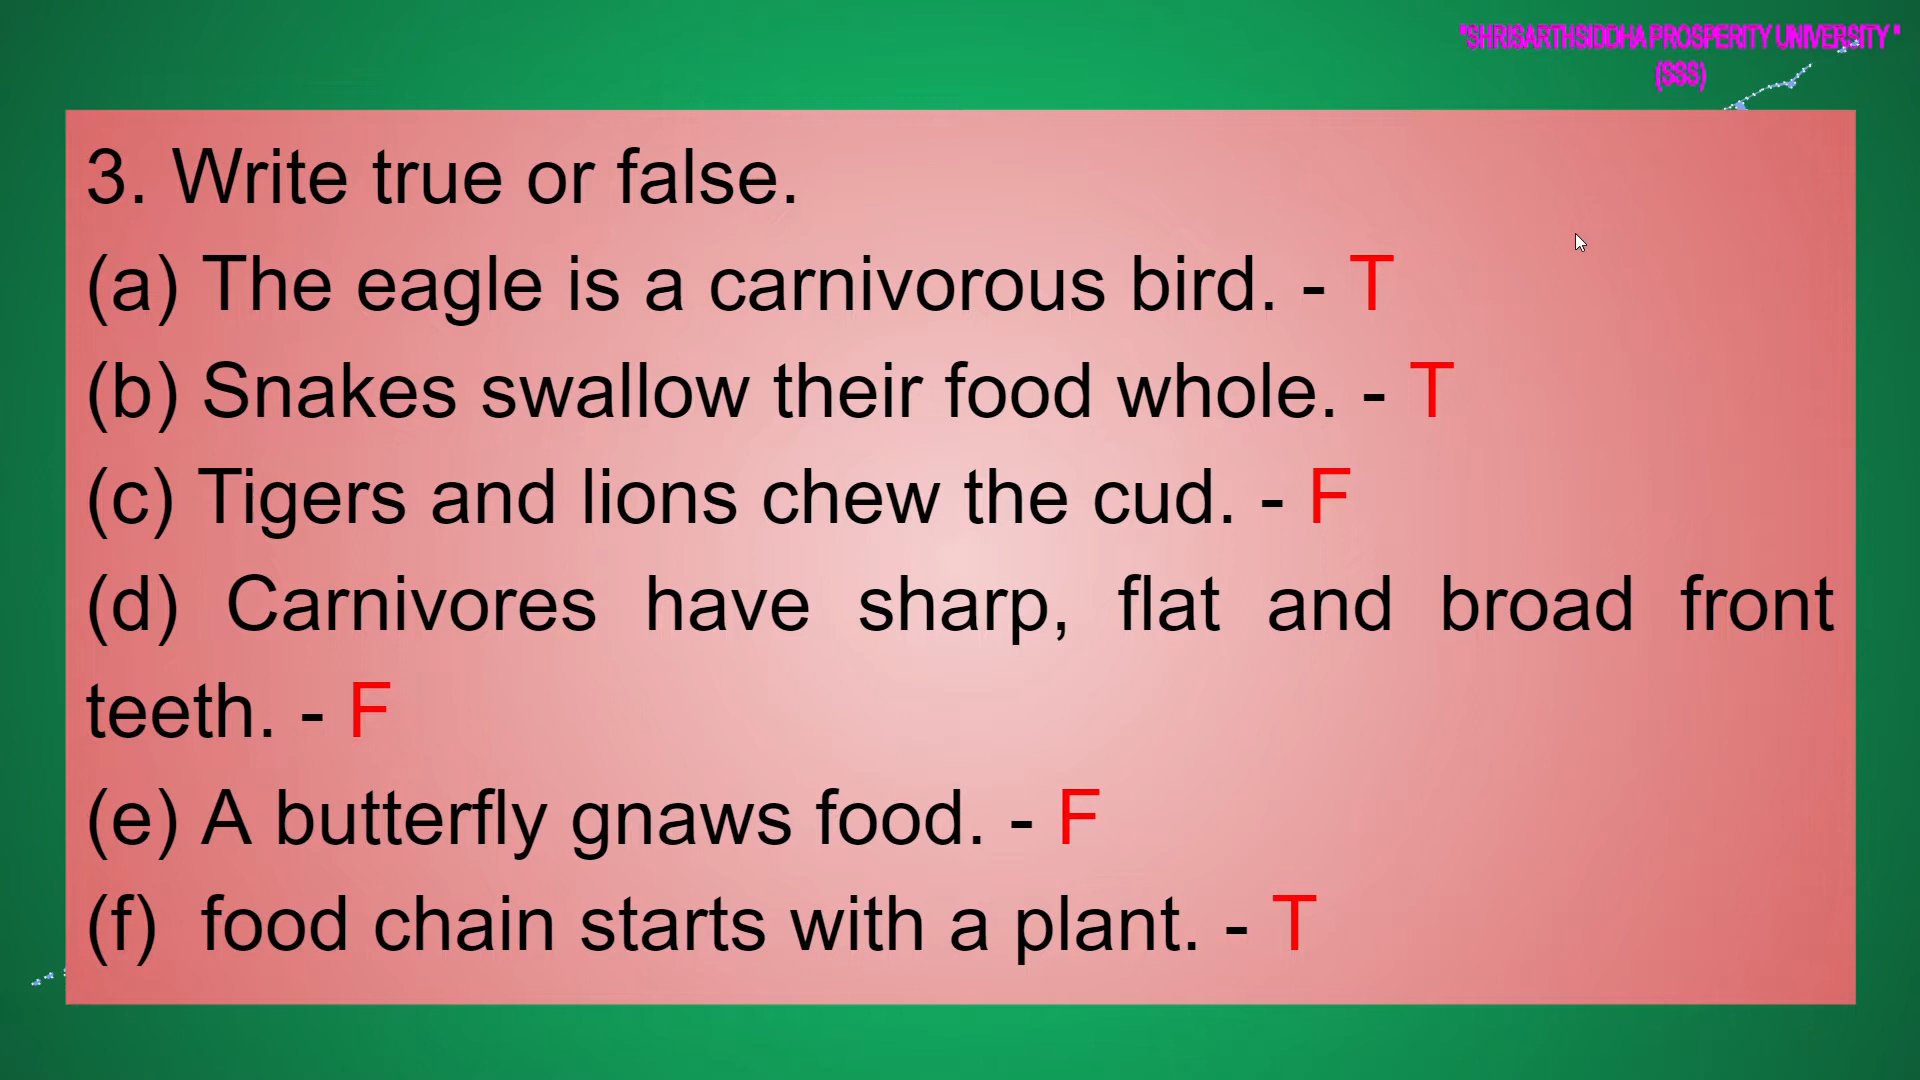 "SHRISARTHSIDDHA PROSPERITY UNIVERSITY "
(SSS)
3. Write true or false.
(a) The eagle is a carnivorous bird. - T
(b) Snakes swallow their food whole. - T
(c) Tigers and lions chew the cud. - F
(d) Carnivores have sharp, flat and broad front
teeth. - F
(e) A butterfly gnaws food. - F
(f) food chain starts with a plant. - T